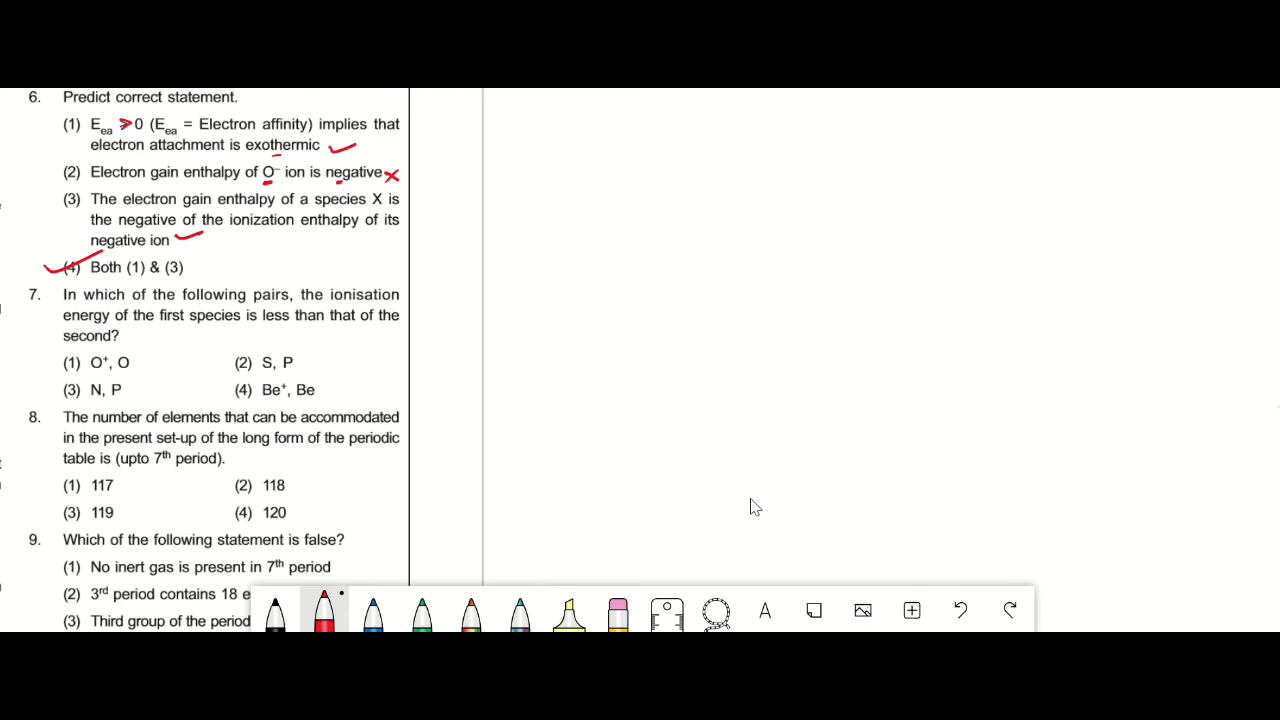 6. Predict correct statement.
(1) Eea > 0 (Eea = Electron affinity) implies that
electron attachment is exothermic
(2) Electron gain enthalpy of O⁻ ion is negative
(3) The electron gain enthalpy of a species X is
the negative of the ionization enthalpy of its
negative ion
(4) Both (1) & (3)
7. In which of the following pairs, the ionisation
energy of the first species is less than that of the
second?
(1) O⁺, O (2) S, P
(3) N, P (4) Be⁺, Be
8. The number of elements that can be accommodated
in the present set-up of the long form of the periodic
table is (upto 7th period).
(1) 117 (2) 118
(3) 119 (4) 120
9. Which of the following statement is false?
(1) No inert gas is present in 7th period
(2) 3rd period contains 18 e
(3) Third group of the period
A